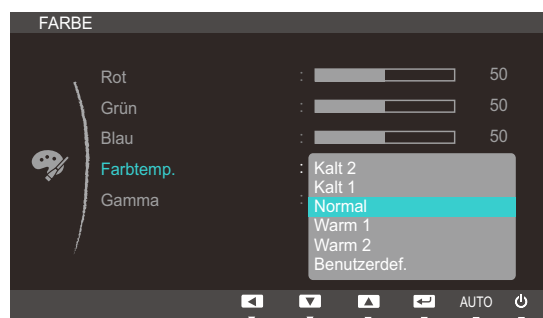 FARBE
Rot : 50
Grün : 50
Blau : 50
Farbtemp. :
Gamma :
Kalt 2
Kalt 1
Normal
Warm 1
Warm 2
Benutzerdef.
AUTO